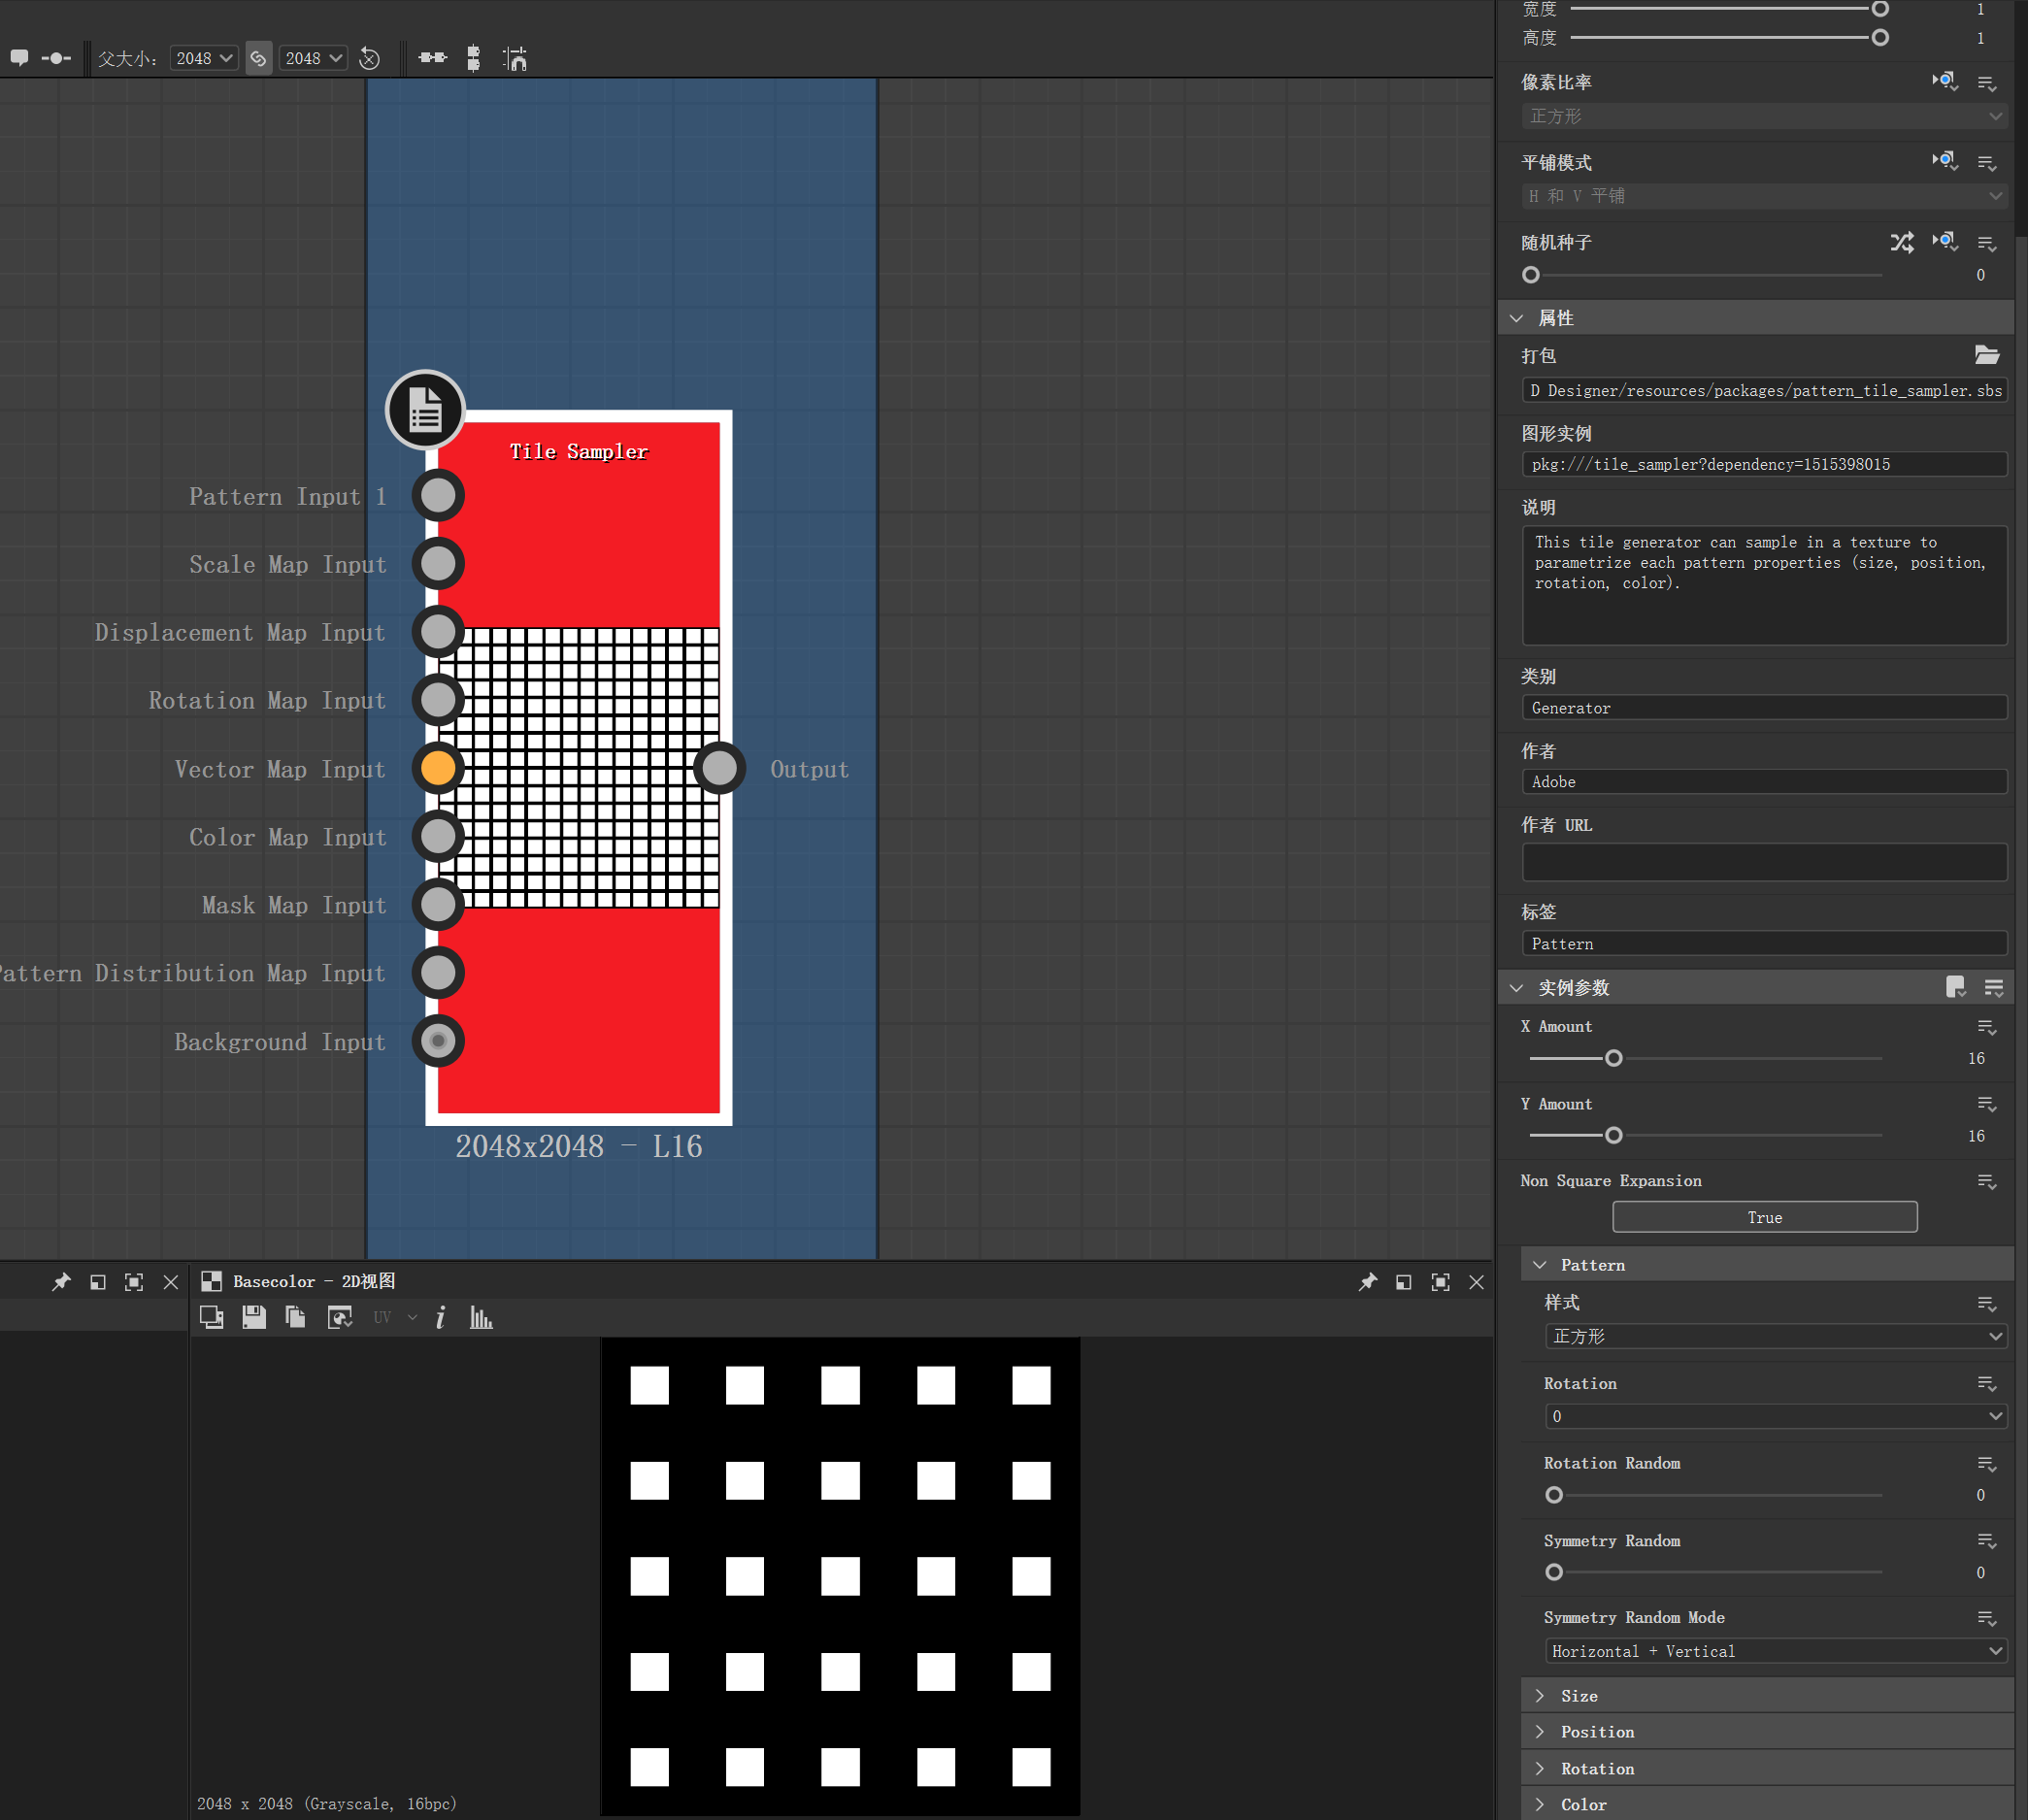 父大小: 2048 2048
Tile Sampler
Pattern Input 1
Scale Map Input
Displacement Map Input
Rotation Map Input
Vector Map Input
Output
Color Map Input
Mask Map Input
Pattern Distribution Map Input
Background Input
2048x2048 - L16
Basecolor - 2D视图
UV
2048 x 2048 (Grayscale, 16bpc)
宽度 1
高度 1
像素比率
正方形
平铺模式
H 和 V 平铺
随机种子
0
属性
打包
D Designer/resources/packages/pattern_tile_sampler.sbs
图形实例
pkg:///tile_sampler?dependency=1515398015
说明
This tile generator can sample in a texture to
parametrize each pattern properties (size, position,
rotation, color).
类别
Generator
作者
Adobe
作者 URL
标签
Pattern
实例参数
X Amount
16
Y Amount
16
Non Square Expansion
True
Pattern
样式
正方形
Rotation
0
Rotation Random
0
Symmetry Random
0
Symmetry Random Mode
Horizontal + Vertical
Size
Position
Rotation
Color